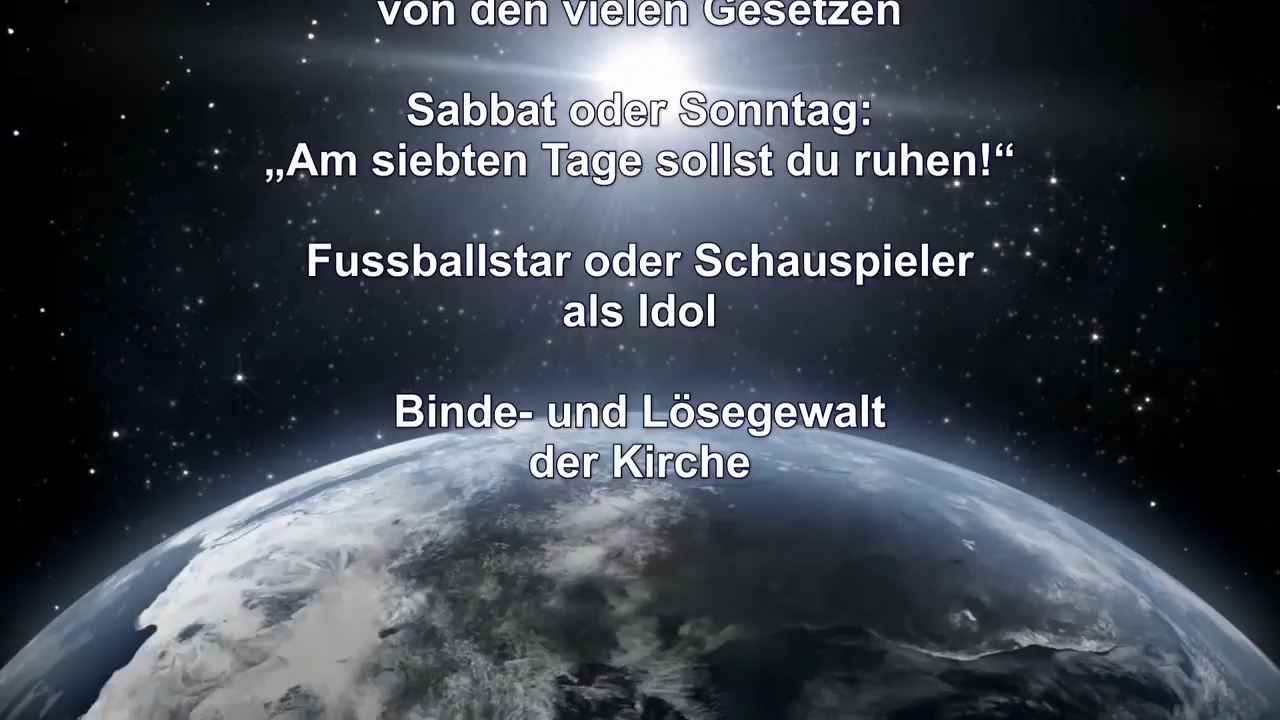 von den vielen Gesetzen
Sabbat oder Sonntag:
„Am siebten Tage sollst du ruhen!“
Fussballstar oder Schauspieler
als Idol
Binde- und Lösegewalt
der Kirche